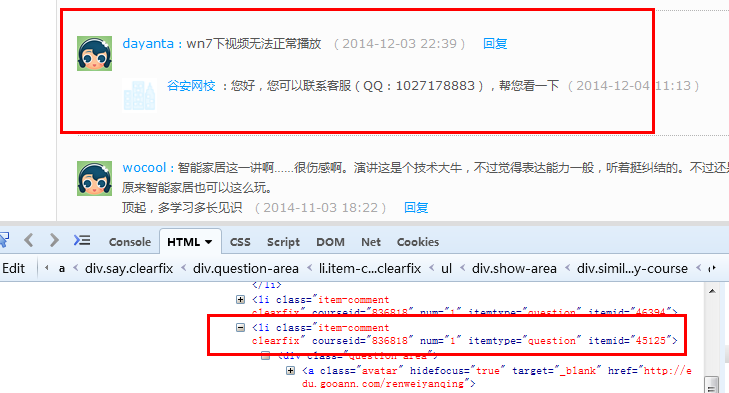 dayanta：wn7下视频无法正常播放 （2014-12-03 22:39） 回复
谷安网校 ：您好，您可以联系客服（QQ：1027178883），帮您看一下 （2014-12-04 11:13）
wocool：智能家居这一讲啊......很伤感啊。演讲这是个技术大牛，不过觉得表达能力一般，听着挺纠结的。不过还是
原来智能家居也可以这么玩。
顶起，多学习多长见识 （2014-11-03 18:22） 回复
Console HTML CSS Script DOM Net Cookies
Edit a < div.say.clearfix < div.question-area < li.item-c...clearfix < ul < div.show-area < div.simil...y-course <
</li>
<li class="item-comment
clearfix" courseid="836818" num="1" itemtype="question" itemid="46394">
<li class="item-comment
clearfix" courseid="836818" num="1" itemtype="question" itemid="45125">
<div class="question-area">
<a class="avatar" hidefocus="true" target="_blank" href="http://e
du.gooann.com/renweiyanqing">